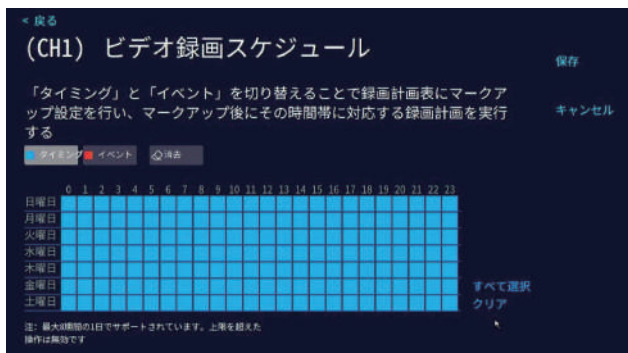 < 戻る
(CH1) ビデオ録画スケジュール
保存
「タイミング」と「イベント」を切り替えることで録画計画表にマークア
ップ設定を行い、マークアップ後にその時間帯に対応する録画計画を実行
する
キャンセル
タイミング イベント 消去
0 1 2 3 4 5 6 7 8 9 10 11 12 13 14 15 16 17 18 19 20 21 22 23
日曜日
月曜日
火曜日
水曜日
木曜日
金曜日
土曜日
すべて選択
クリア
注: 最大8期間の1日でサポートされています。上限を超えた
操作は無効です